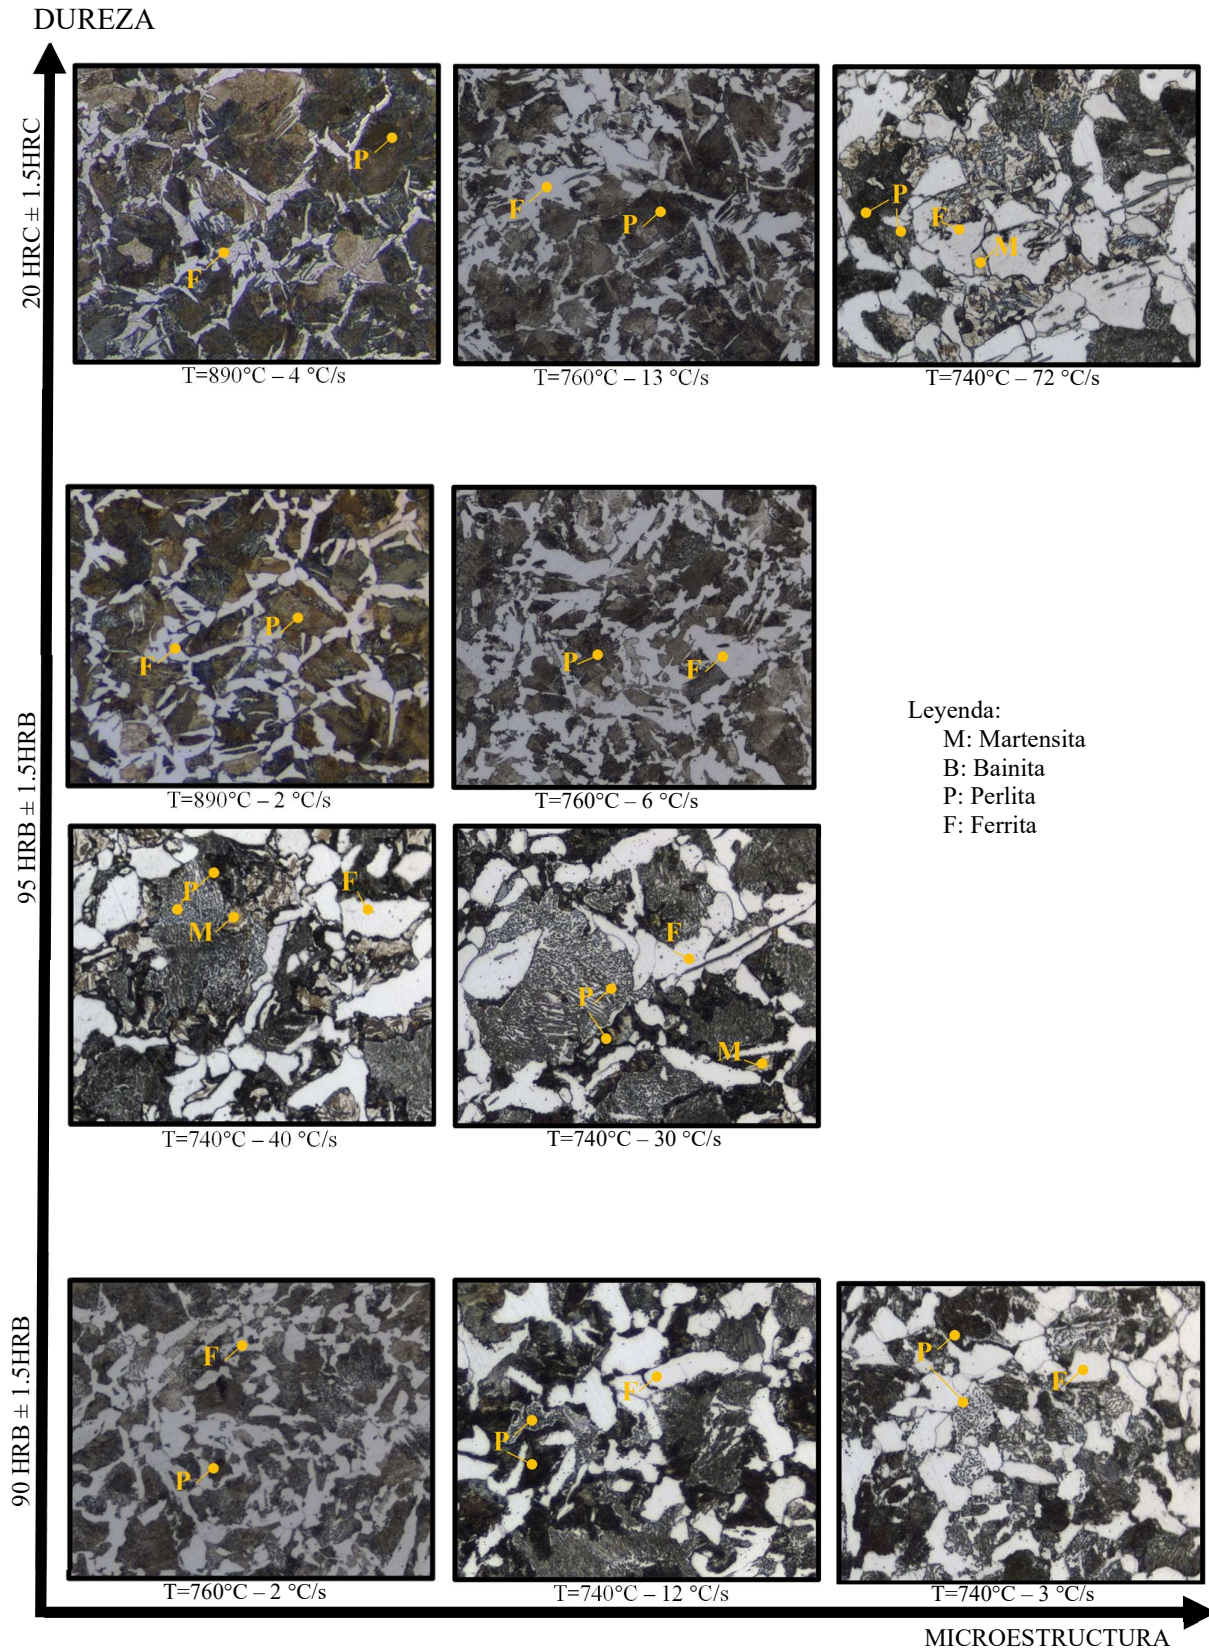 DUREZA
20 HRC ± 1.5HRC
P
F
T=890°C – 4 °C/s
F
P
T=760°C – 13 °C/s
P
F
M
T=740°C – 72 °C/s
95 HRB ± 1.5HRB
P
F
T=890°C – 2 °C/s
P
F
T=760°C – 6 °C/s
Leyenda:
M: Martensita
B: Bainita
P: Perlita
F: Ferrita
P
F
M
T=740°C – 40 °C/s
F
P
M
T=740°C – 30 °C/s
90 HRB ± 1.5HRB
F
P
T=760°C – 2 °C/s
F
P
T=740°C – 12 °C/s
P
F
T=740°C – 3 °C/s
MICROESTRUCTURA